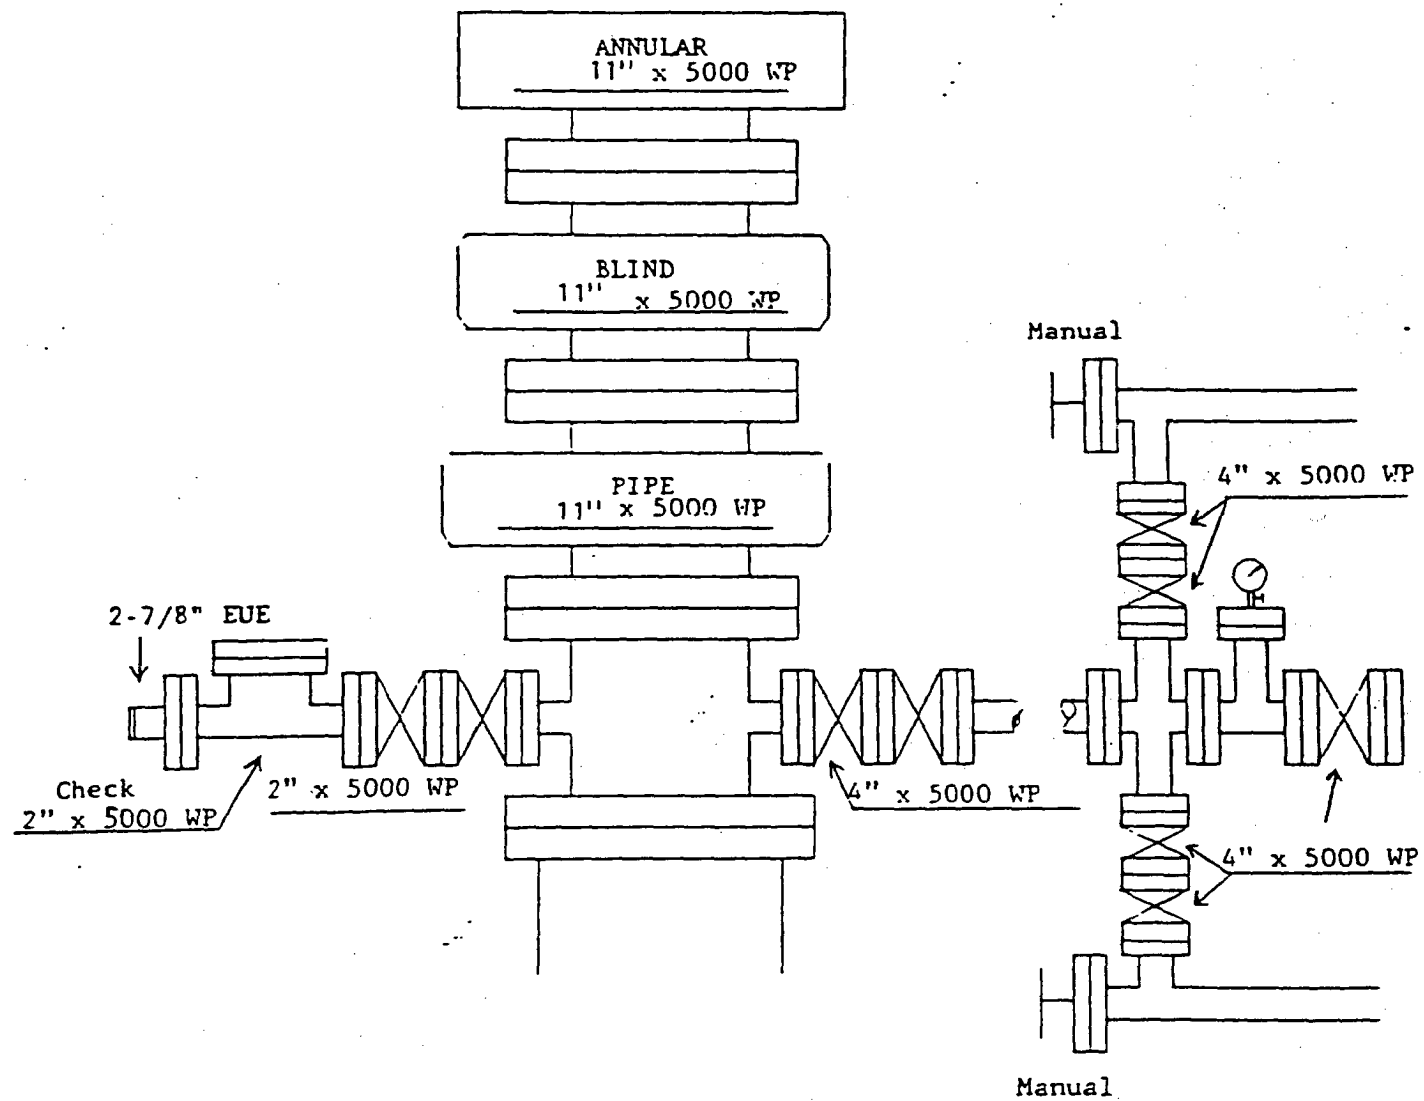 ANNULAR
11" x 5000 WP
BLIND
11" x 5000 WP
Manual
PIPE
11" x 5000 WP
4" x 5000 WP
2-7/8" EUE
Check
2" x 5000 WP
2" x 5000 WP
4" x 5000 WP
4" x 5000 WP
Manual